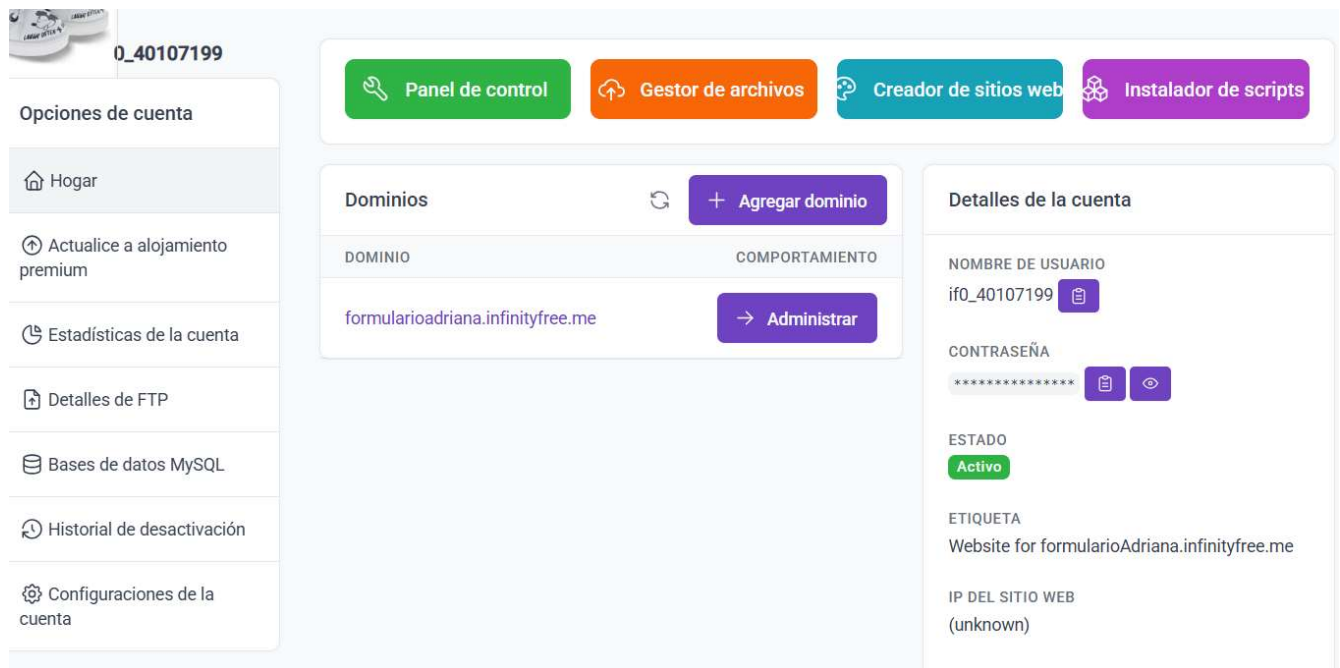 0_40107199
Opciones de cuenta
Hogar
Actualice a alojamiento
premium
Estadísticas de la cuenta
Detalles de FTP
Bases de datos MySQL
Historial de desactivación
Configuraciones de la
cuenta
Panel de control
Gestor de archivos
Creador de sitios web
Instalador de scripts
Dominios
Agregar dominio
DOMINIO COMPORTAMIENTO
formularioadriana.infinityfree.me
Administrar
Detalles de la cuenta
NOMBRE DE USUARIO
if0_40107199
CONTRASEÑA
***************
ESTADO
Activo
ETIQUETA
Website for formularioAdriana.infinityfree.me
IP DEL SITIO WEB
(unknown)